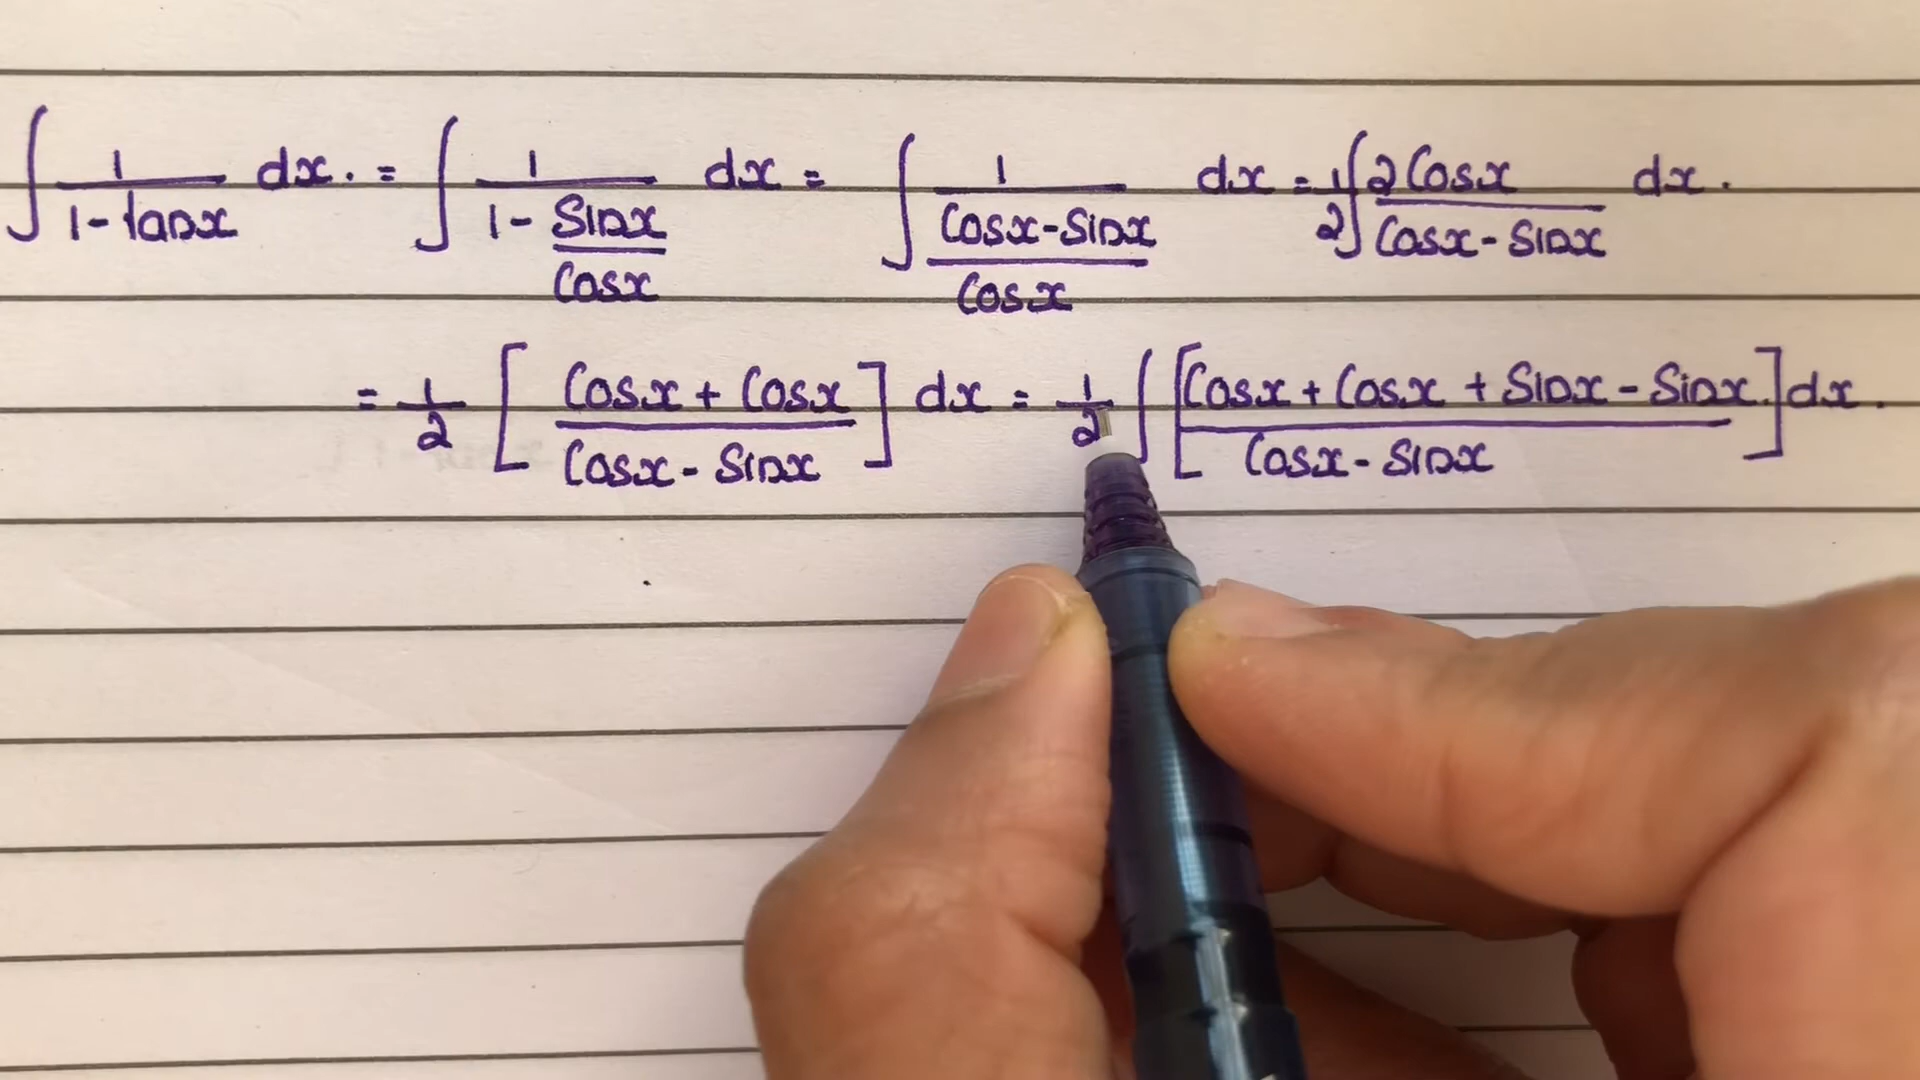 ∫ 1/(1-tanx) dx. = ∫ 1/(1 - Sinx/Cosx) dx = ∫ 1/((Cosx-Sinx)/Cosx) dx = 1/2 ∫ 2Cosx/(Cosx-Sinx) dx.
= 1/2 [ (Cosx + Cosx)/(Cosx - Sinx) ] dx = 1/2 ∫ [ (Cosx + Cosx + Sinx - Sinx.)/(Cosx - Sinx) ] dx.